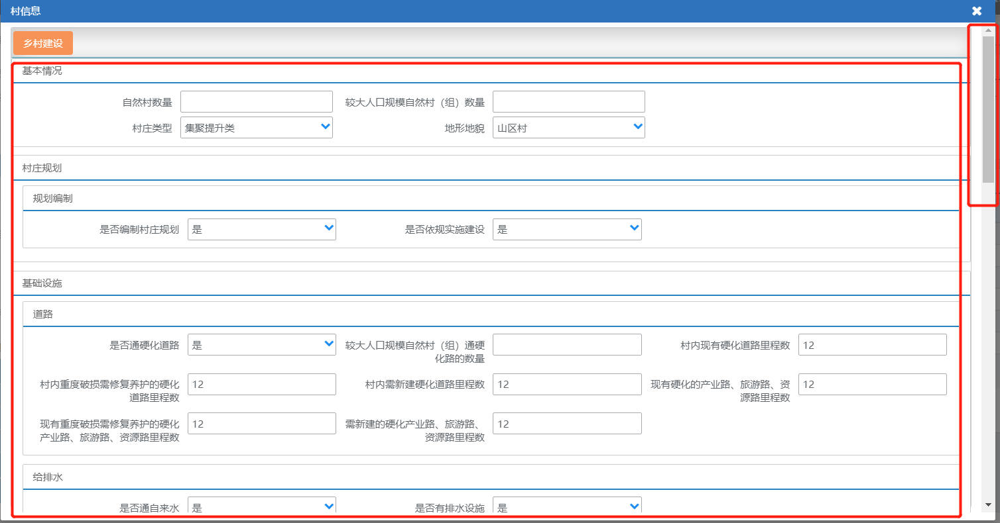 村信息
乡村建设
基本情况
自然村数量
较大人口规模自然村（组）数量
村庄类型 集聚提升类
地形地貌 山区村
村庄规划
规划编制
是否编制村庄规划 是
是否依规实施建设 是
基础设施
道路
是否通硬化道路 是
较大人口规模自然村（组）通硬
化路的数量
村内现有硬化道路里程数 12
村内重度破损需修复养护的硬化
道路里程数 12
村内需新建硬化道路里程数 12
现有硬化的产业路、旅游路、资
源路里程数 12
现有重度破损需修复养护的硬化
产业路、旅游路、资源路里程数 12
需新建的硬化产业路、旅游路、
资源路里程数 12
给排水
是否通自来水 是
是否有排水设施 是